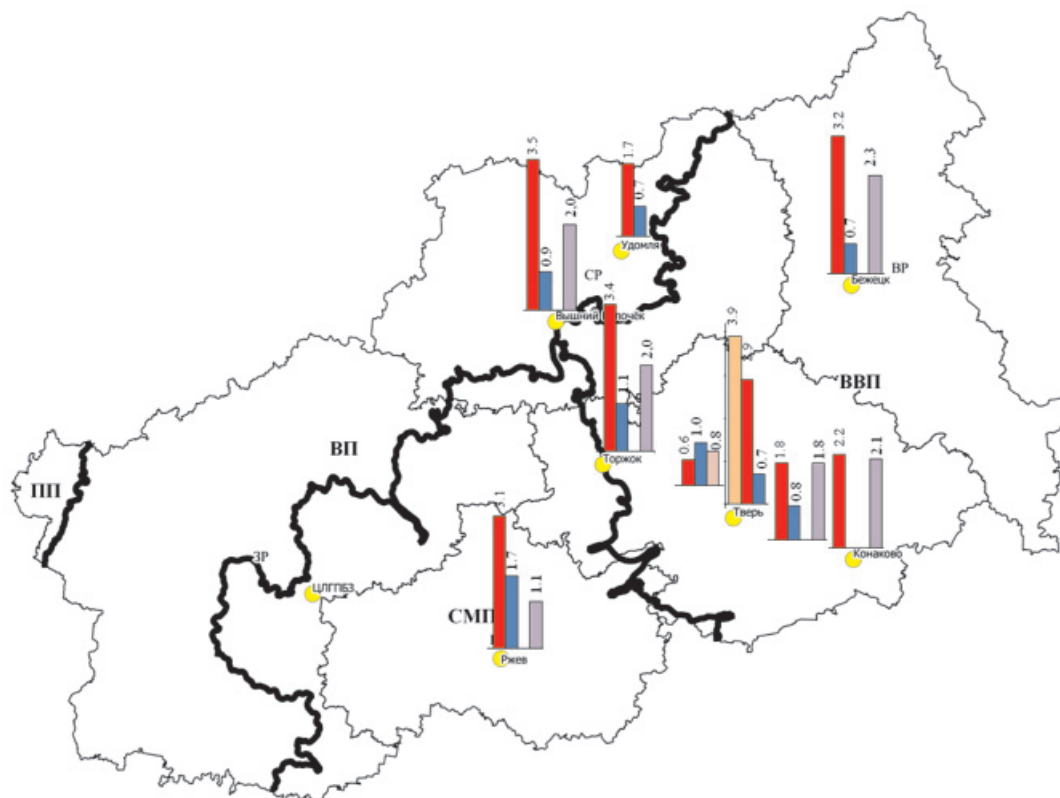 3.5
0.9
2.0
1.7
0.7
Удомля
3.2
0.7
2.3
ВР
Бежецк
СР
Вышний
3.4
1.1
2.0
Торжок
3.9
0.7
Тверь
0.6
1.0
0.8
1.8
0.8
1.8
2.2
2.1
Конаково
ВВП
ВП
ПП
ЗР
ЦЛГПБЗ
3.1
1.7
1.1
СМП
Ржев